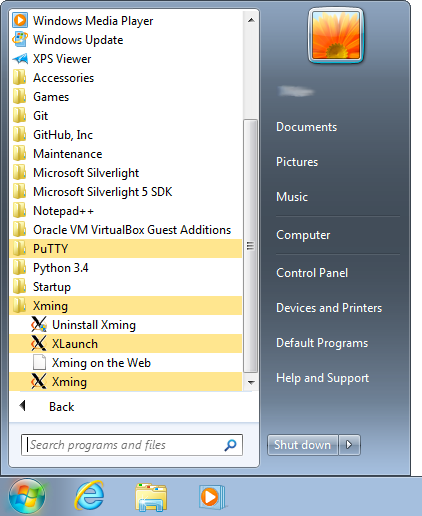 Windows Media Player
Windows Update
XPS Viewer
Accessories
Games
Git
GitHub, Inc
Maintenance
Microsoft Silverlight
Microsoft Silverlight 5 SDK
Notepad++
Oracle VM VirtualBox Guest Additions
PuTTY
Python 3.4
Startup
Xming
Uninstall Xming
XLaunch
Xming on the Web
Xming
Back
Search programs and files
Documents
Pictures
Music
Computer
Control Panel
Devices and Printers
Default Programs
Help and Support
Shut down